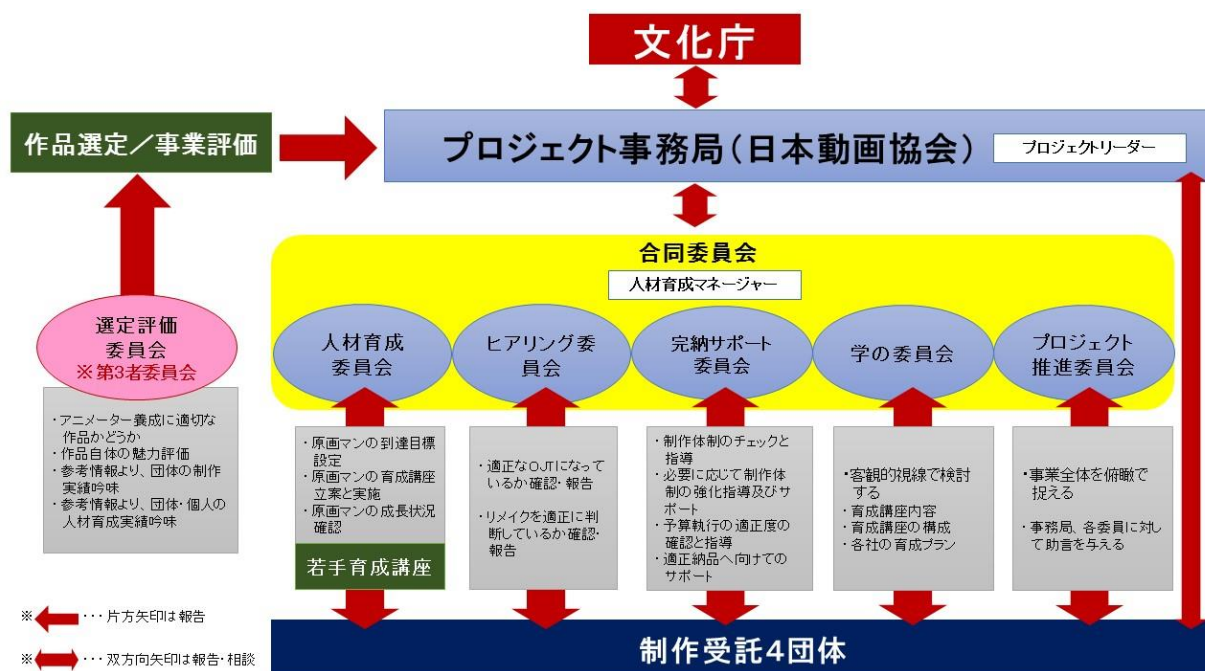 文化庁
作品選定／事業評価
プロジェクト事務局（日本動画協会）
プロジェクトリーダー
合同委員会
人材育成マネージャー
選定評価
委員会
※第3者委員会
人材育成
委員会
ヒアリング委
員会
完納サポート
委員会
学の委員会
プロジェクト
推進委員会
・アニメーター養成に適切な
作品かどうか
・作品自体の魅力評価
・参考情報より、団体の制作
実績吟味
・参考情報より、団体・個人の
人材育成実績吟味
・原画マンの到達目標
設定
・原画マンの育成講座
立案と実施
・原画マンの成長状況
確認
若手育成講座
・適正なOJTになって
いるか確認・報告
・リメイクを適正に判
断しているか確認・
報告
・制作体制のチェックと
指導
・必要に応じて制作体
制の強化指導及びサ
ポート
・予算執行の適正度の
確認と指導
・適正納品へ向けての
サポート
・客観的視線で検討
する
・育成講座内容
・育成講座の構成
・各社の育成プラン
・事業全体を俯瞰で
捉える
・事務局、各委員に対し
て助言を与える
※ ・・・片方矢印は報告
※ ・・・双方向矢印は報告・相談
制作受託4団体